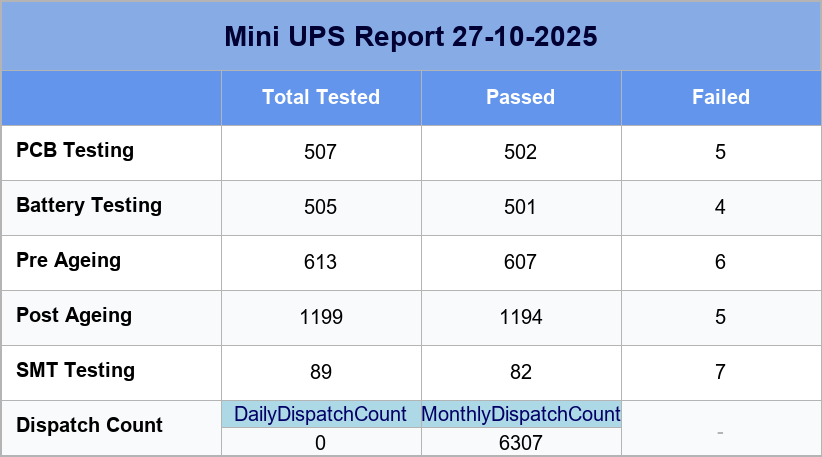 Mini UPS Report 27-10-2025
Total Tested Passed Failed
PCB Testing 507 502 5
Battery Testing 505 501 4
Pre Ageing 613 607 6
Post Ageing 1199 1194 5
SMT Testing 89 82 7
Dispatch Count DailyDispatchCount MonthlyDispatchCount -
0 6307